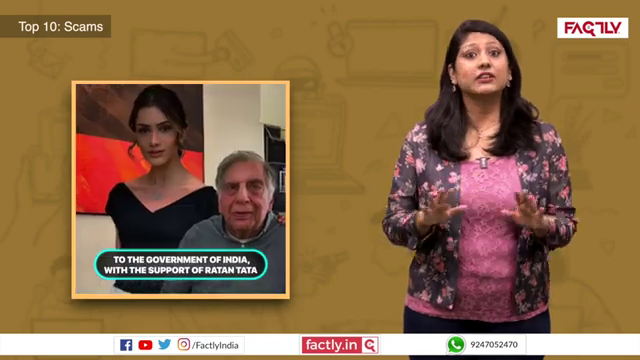 Top 10: Scams
FACTLY
TO THE GOVERNMENT OF INDIA,
WITH THE SUPPORT OF RATAN TATA
/FactlyIndia
factly.in
9247052470